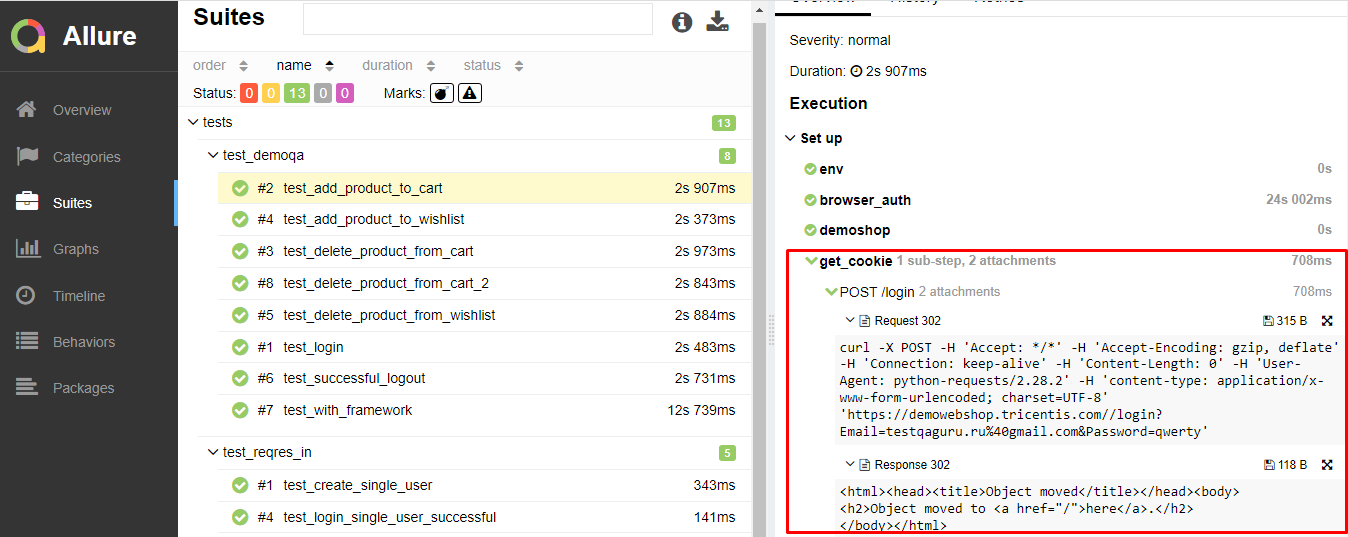 Allure
Overview
Categories
Suites
Graphs
Timeline
Behaviors
Packages
Suites
order name duration status
Status: 0 0 13 0 0 Marks:
tests 13
test_demoqa 8
#2 test_add_product_to_cart 2s 907ms
#4 test_add_product_to_wishlist 2s 373ms
#3 test_delete_product_from_cart 2s 973ms
#8 test_delete_product_from_cart_2 2s 843ms
#5 test_delete_product_from_wishlist 2s 884ms
#1 test_login 2s 483ms
#6 test_successful_logout 2s 731ms
#7 test_with_framework 12s 739ms
test_reqres_in 5
#1 test_create_single_user 343ms
#4 test_login_single_user_successful 141ms
Severity: normal
Duration: 2s 907ms
Execution
Set up
env 0s
browser_auth 24s 002ms
demoshop 0s
get_cookie 1 sub-step, 2 attachments 708ms
POST /login 2 attachments 708ms
Request 302 315 B
curl -X POST -H 'Accept: */*' -H 'Accept-Encoding: gzip, deflate'
-H 'Connection: keep-alive' -H 'Content-Length: 0' -H 'User-
Agent: python-requests/2.28.2' -H 'content-type: application/x-
www-form-urlencoded; charset=UTF-8'
'https://demowebshop.tricentis.com//login?
Email=testqaguru.ru%40gmail.com&Password=qwerty'
Response 302 118 B
<html><head><title>Object moved</title></head><body>
<h2>Object moved to <a href="/">here</a>.</h2>
</body></html>